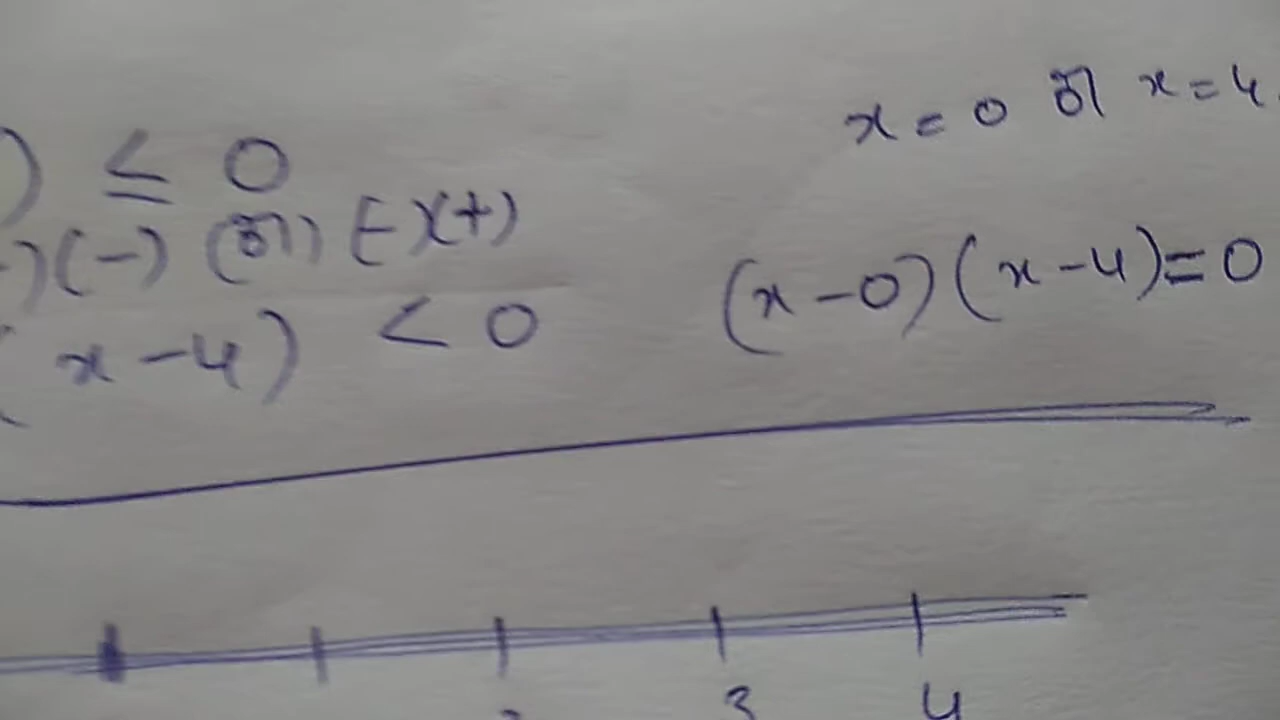 x = 0 ਜਾਂ x = 4.
) ≤ 0
)(-) (ਜਾਂ) (-)(+)
(x - 0)(x - 4) = 0
(x - 4) < 0
3 4